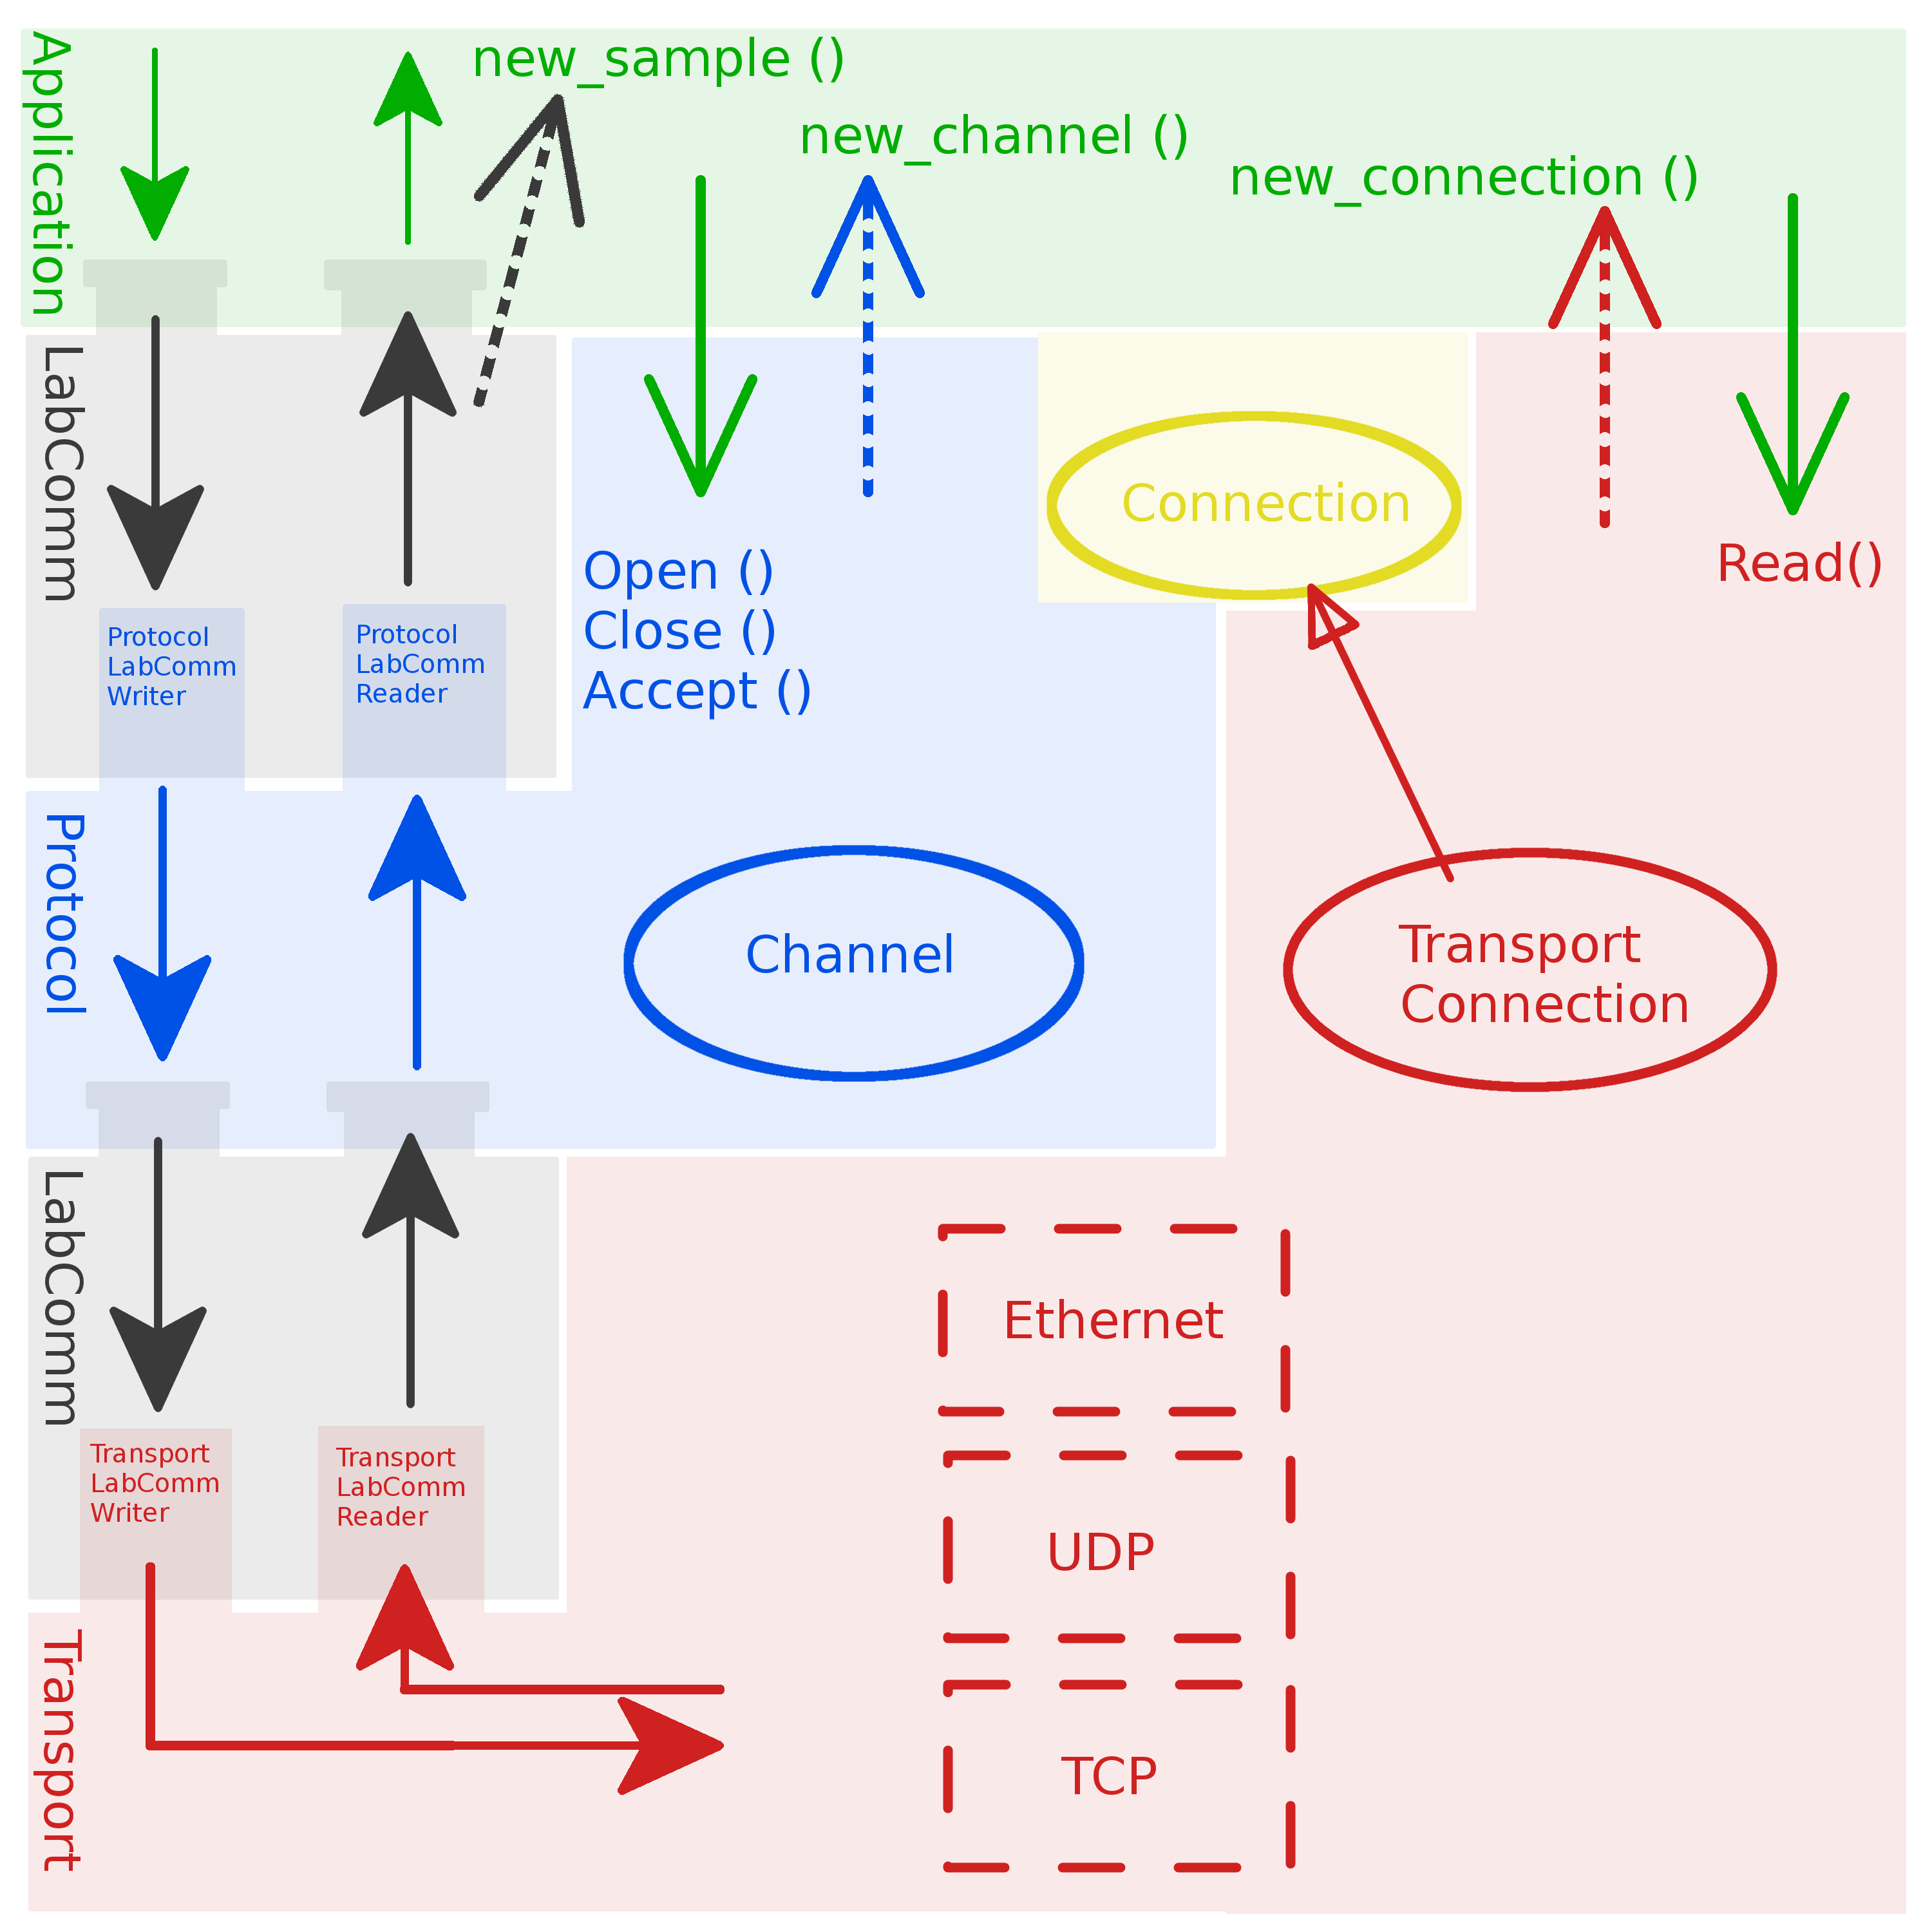 Application
new_sample ()
new_channel ()
new_connection ()
LabComm
Connection
Read()
Open ()
Close ()
Accept ()
Protocol
LabComm
Writer
Protocol
LabComm
Reader
Protocol
Channel
Transport
Connection
LabComm
Ethernet
Transport
LabComm
Writer
Transport
LabComm
Reader
UDP
Transport
TCP